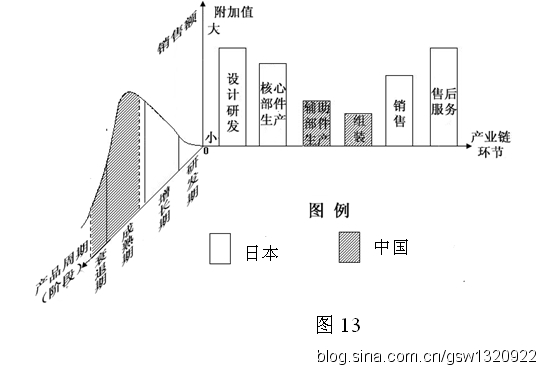 销售额
附加值
大
小
0
设计研发
核心部件生产
辅助部件生产
组装
销售
售后服务
产业链
环节
研发期
增长期
成熟期
衰退期
产品周期
（阶段）
图 例
日本
中国
图 13
blog.sina.com.cn/gsw1320922